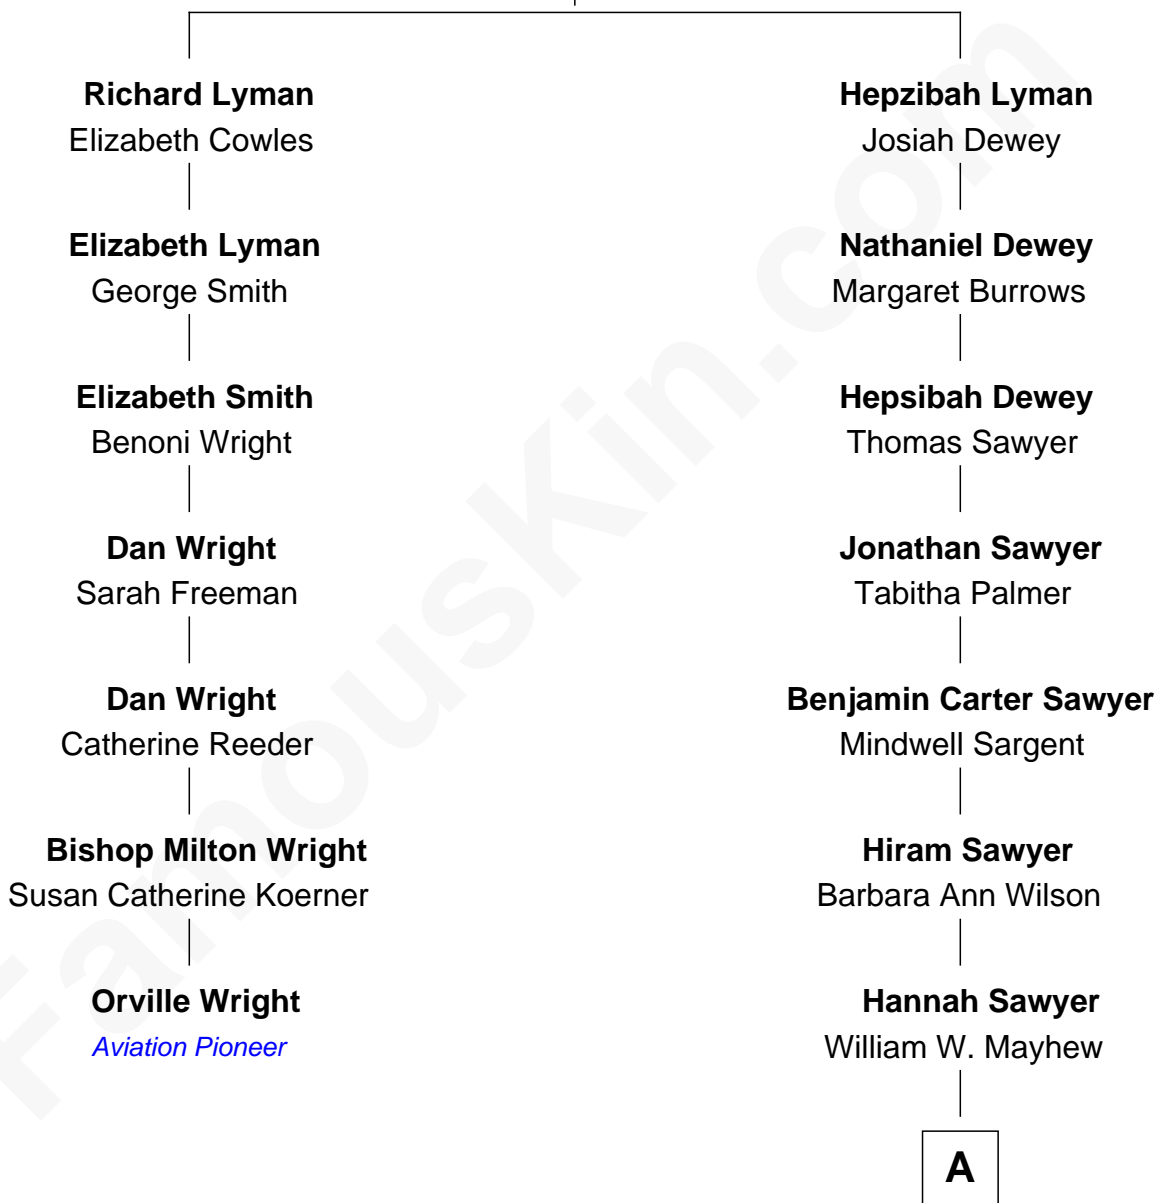 Richard Lyman
Elizabeth Cowles
Elizabeth Lyman
George Smith
Elizabeth Smith
Benoni Wright
Dan Wright
Sarah Freeman
Dan Wright
Catherine Reeder
Bishop Milton Wright
Susan Catherine Koerner
Orville Wright
Aviation Pioneer
Hepzibah Lyman
Josiah Dewey
Nathaniel Dewey
Margaret Burrows
Hepsibah Dewey
Thomas Sawyer
Jonathan Sawyer
Tabitha Palmer
Benjamin Carter Sawyer
Mindwell Sargent
Hiram Sawyer
Barbara Ann Wilson
Hannah Sawyer
William W. Mayhew
A
FamousKin.com